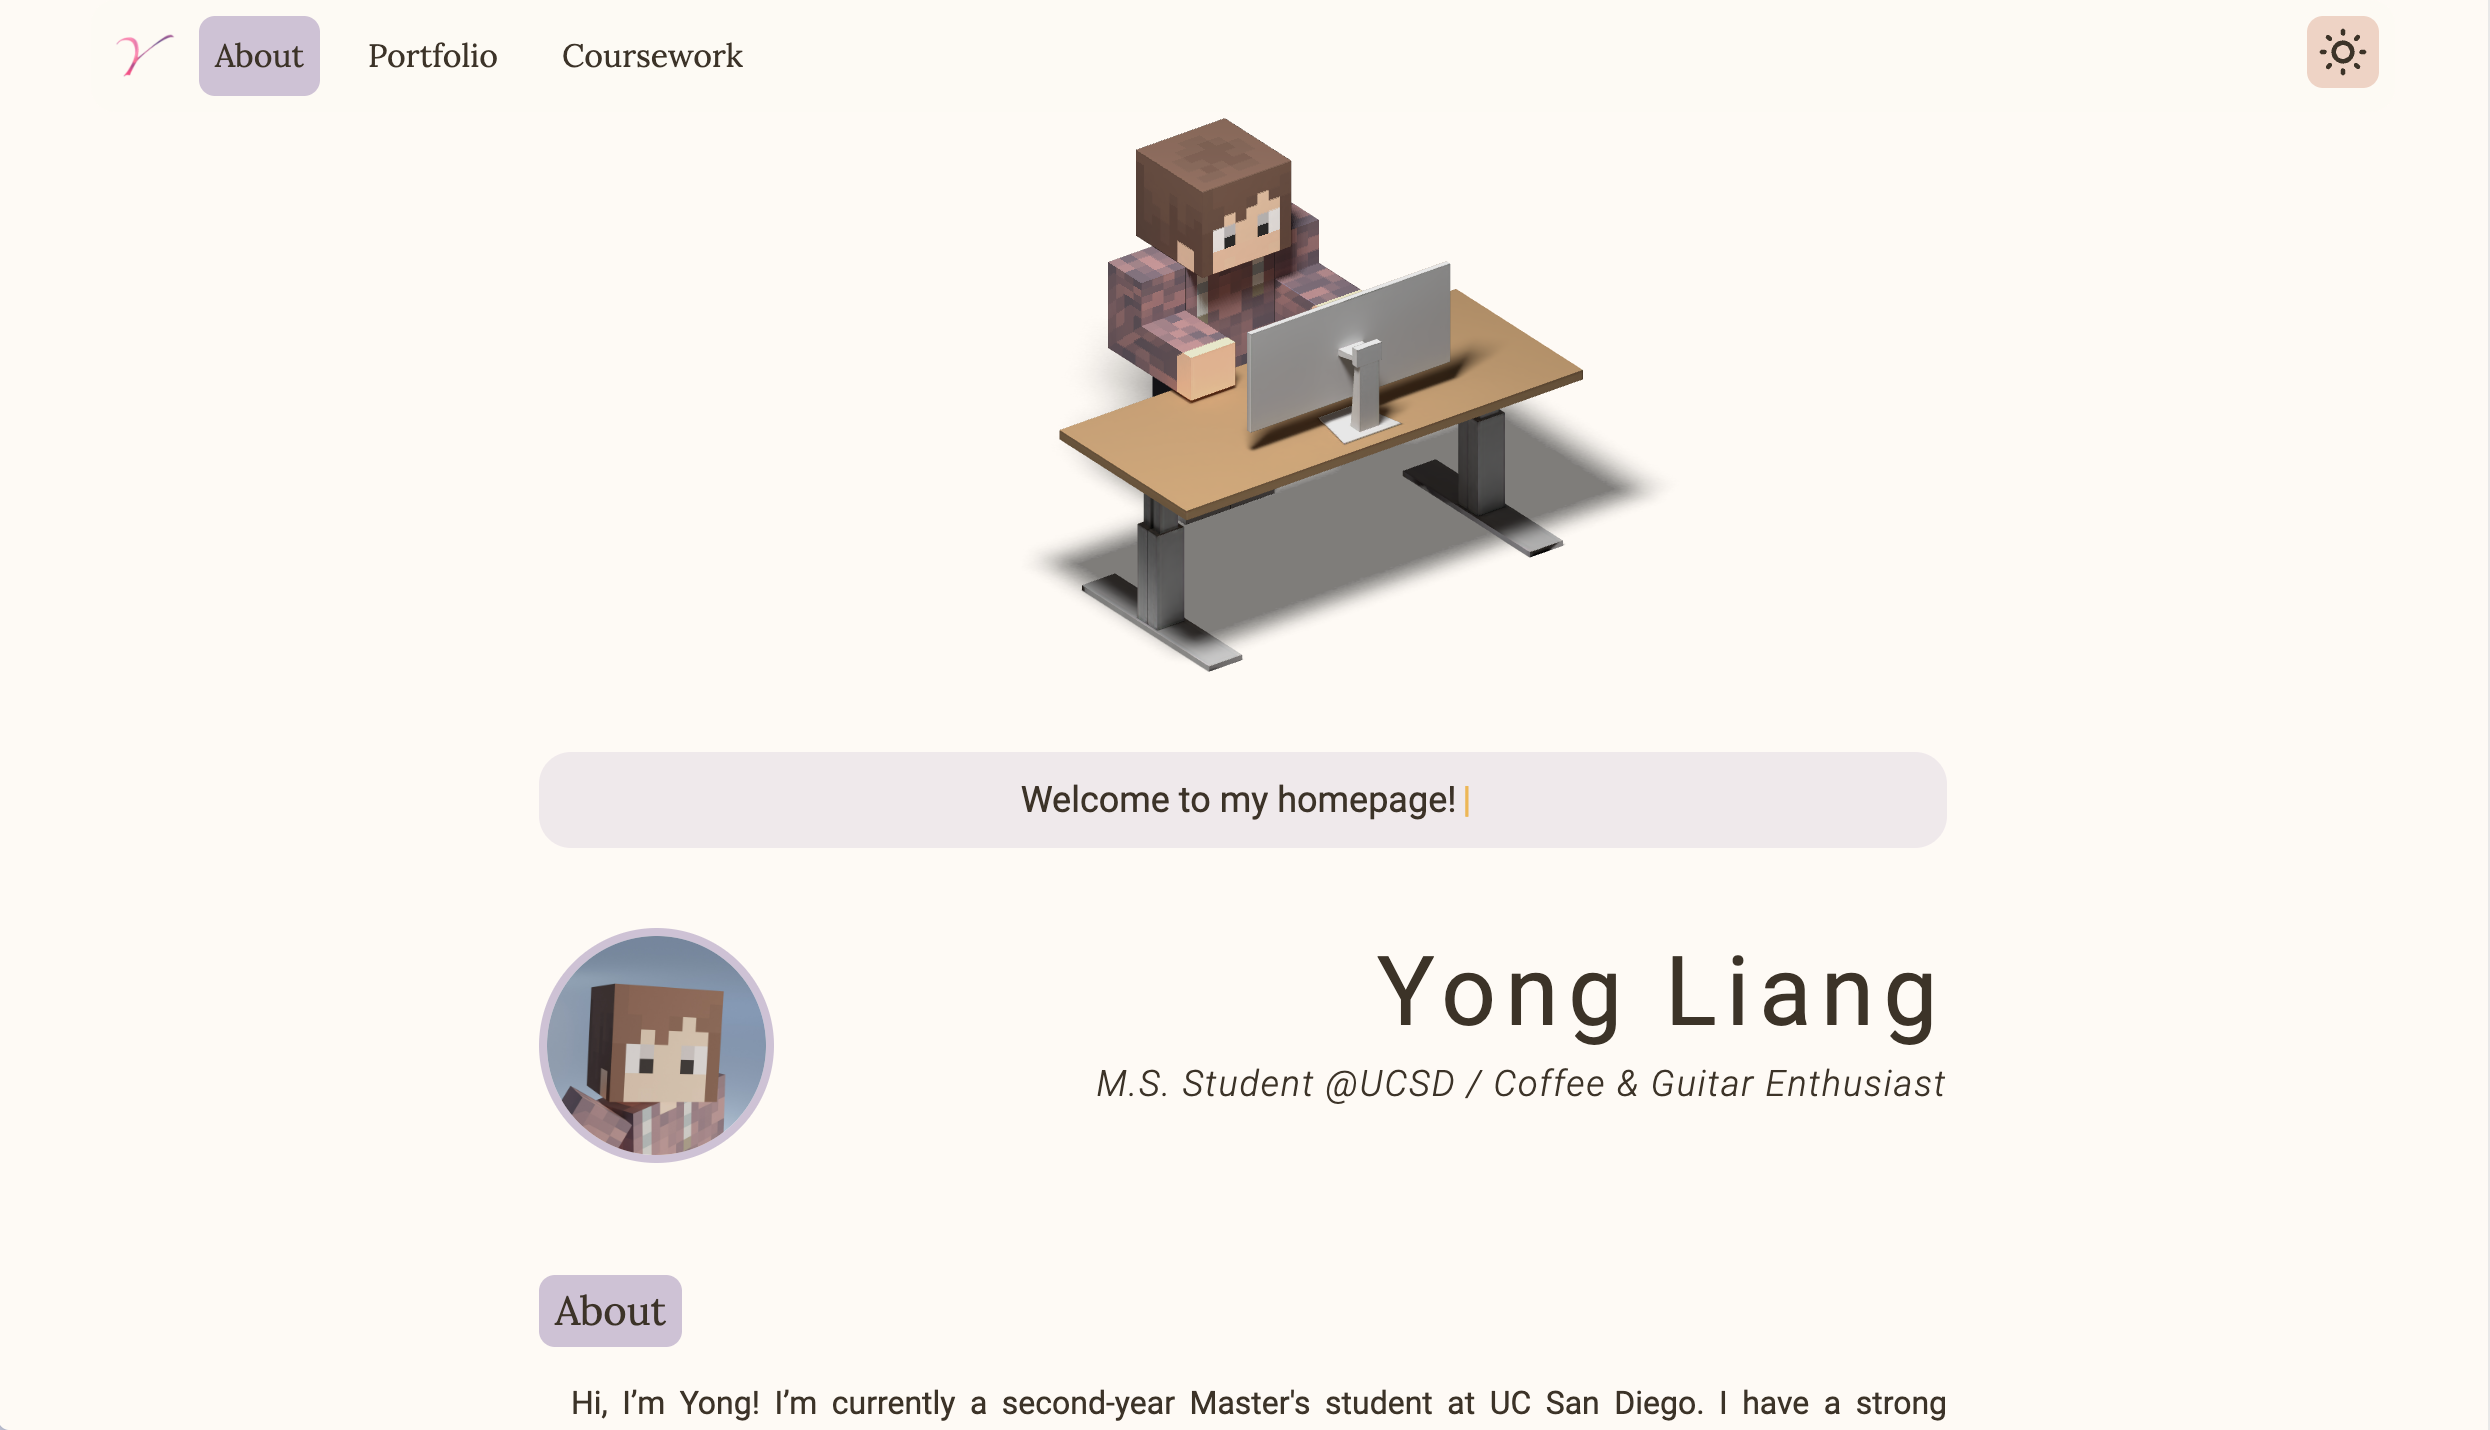 About Portfolio Coursework
Welcome to my homepage!
Yong Liang
M.S. Student @UCSD / Coffee & Guitar Enthusiast
About
Hi, I’m Yong! I’m currently a second-year Master's student at UC San Diego. I have a strong